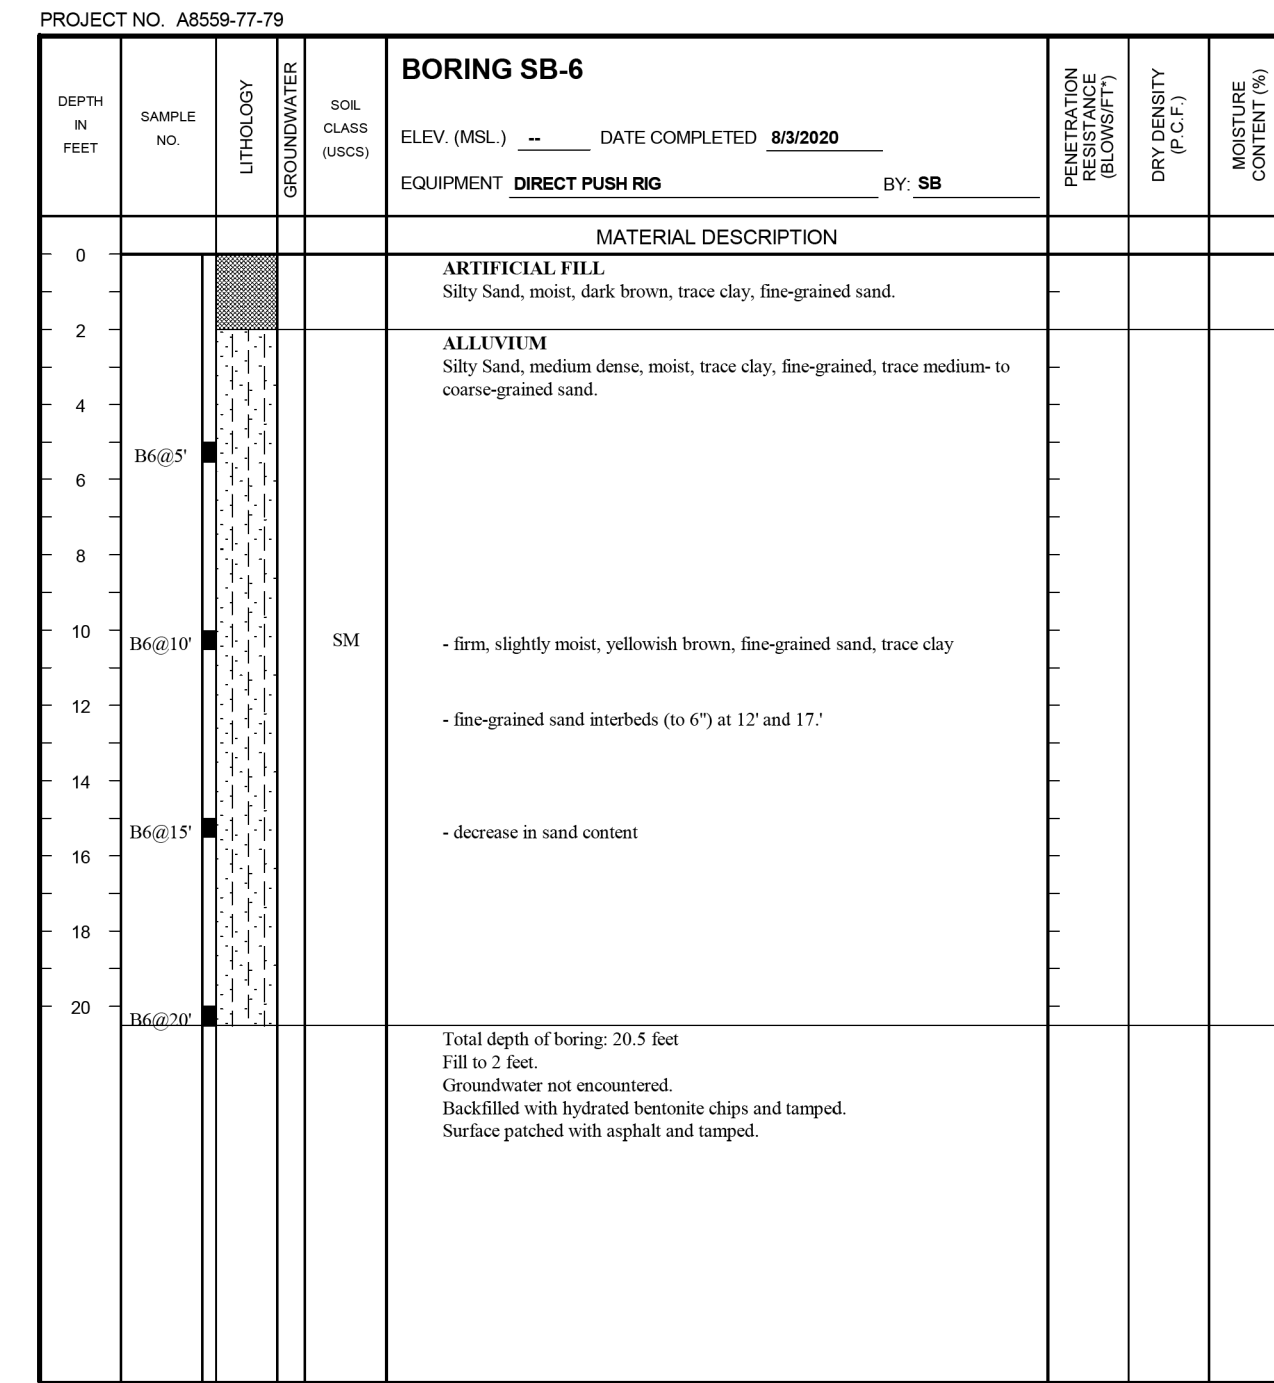 PROJECT NO. A8559-77-79
DEPTH
IN
FEET
SAMPLE
NO.
LITHOLOGY
GROUNDWATER
SOIL
CLASS
(USCS)
BORING SB-6
ELEV. (MSL.) -- DATE COMPLETED 8/3/2020
EQUIPMENT DIRECT PUSH RIG BY: SB
PENETRATION
RESISTANCE
(BLOWS/FT*)
DRY DENSITY
(P.C.F.)
MOISTURE
CONTENT (%)
MATERIAL DESCRIPTION
0
ARTIFICIAL FILL
Silty Sand, moist, dark brown, trace clay, fine-grained sand.
2
ALLUVIUM
Silty Sand, medium dense, moist, trace clay, fine-grained, trace medium- to
coarse-grained sand.
4
B6@5'
6
8
10 B6@10' SM - firm, slightly moist, yellowish brown, fine-grained sand, trace clay
12 - fine-grained sand interbeds (to 6") at 12' and 17.'
14
B6@15' - decrease in sand content
16
18
20
B6@20'
Total depth of boring: 20.5 feet
Fill to 2 feet.
Groundwater not encountered.
Backfilled with hydrated bentonite chips and tamped.
Surface patched with asphalt and tamped.